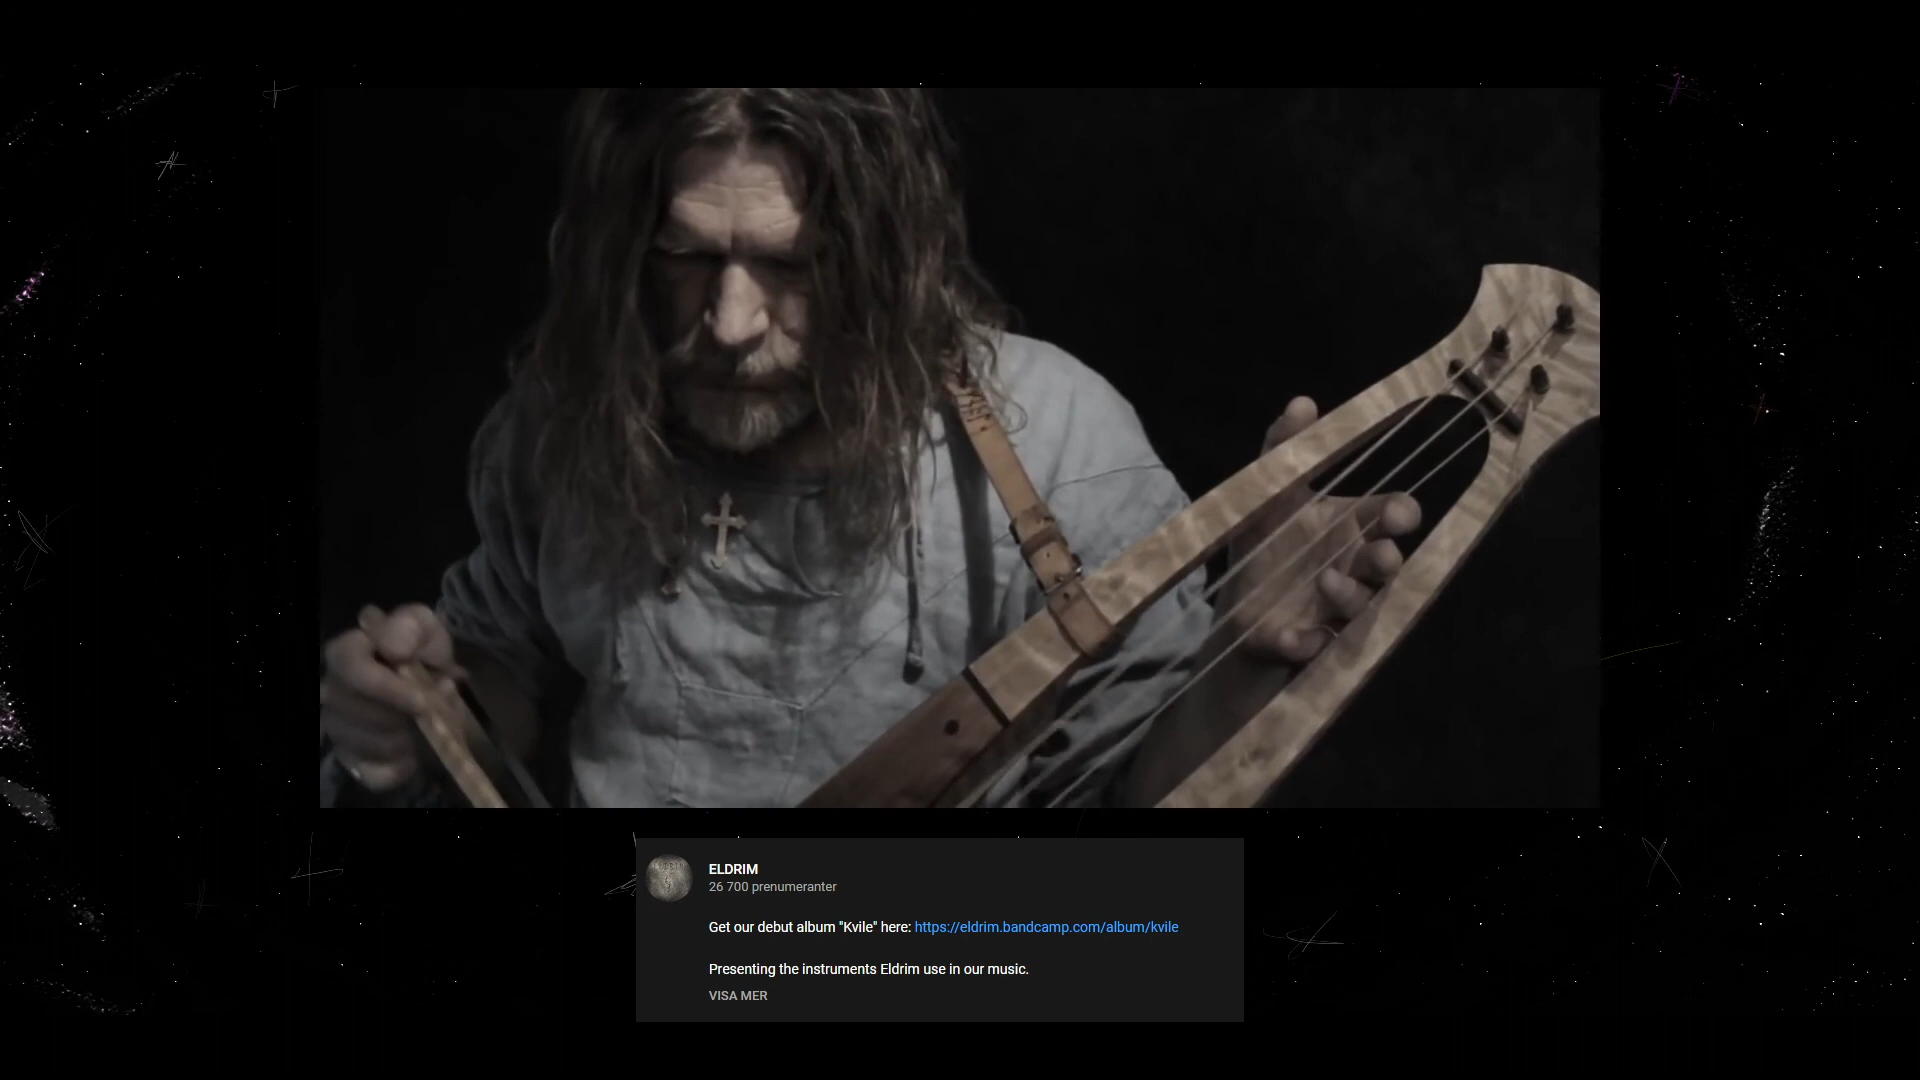 ELDRIM
26 700 prenumeranter
Get our debut album "Kvile" here: https://eldrim.bandcamp.com/album/kvile
Presenting the instruments Eldrim use in our music.
VISA MER